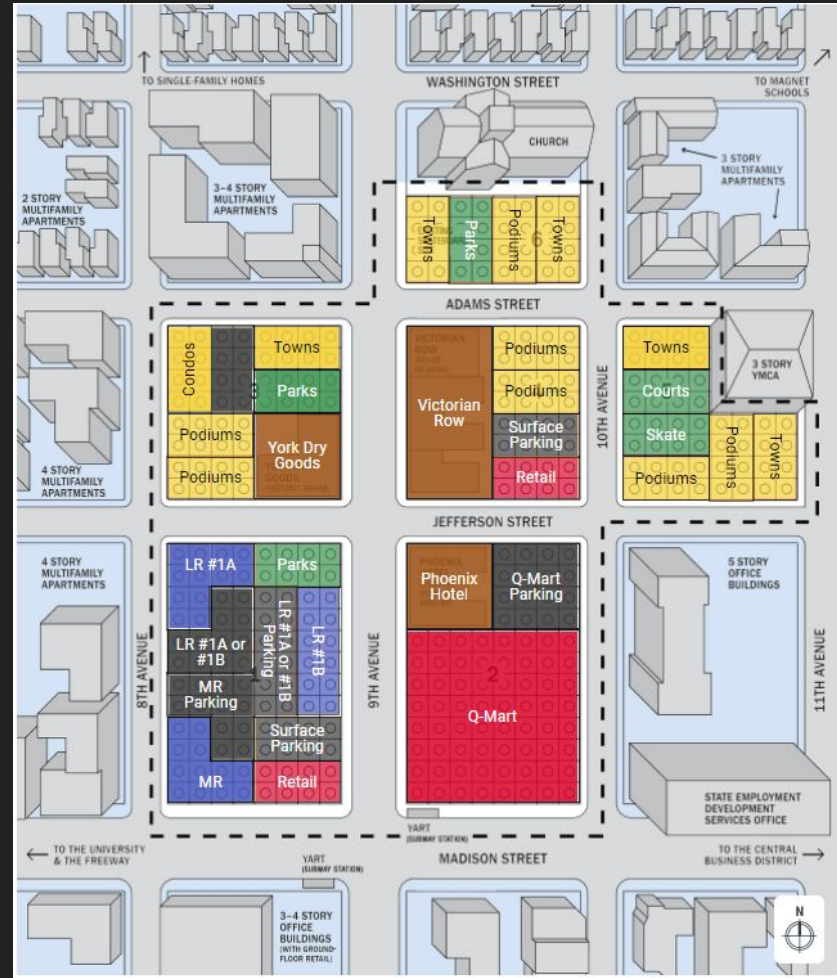 WASHINGTON STREET
TO SINGLE-FAMILY HOMES
TO MAGNET
SCHOOLS
CHURCH
3 STORY
MULTIFAMILY
APARTMENTS
2 STORY
MULTIFAMILY
APARTMENTS
3–4 STORY
MULTIFAMILY
APARTMENTS
Towns
Parks
Podiums
Towns
6
ADAMS STREET
Condos
Towns
Parks
Podiums
Podiums
York Dry
Goods
VICTORIAN
ROW
Victorian
Row
Podiums
Podiums
Surface
Parking
Retail
10TH AVENUE
Towns
Courts
Skate
Podiums
Podiums
Towns
3 STORY
YMCA
4 STORY
MULTIFAMILY
APARTMENTS
JEFFERSON STREET
4 STORY
MULTIFAMILY
APARTMENTS
8TH AVENUE
LR #1A
Parks
LR #1A or
#1B
LR #1A or #1B
Parking
LR #1B
MR
Parking
1
Surface
Parking
MR
Retail
9TH AVENUE
PHOENIX
Phoenix
Hotel
Q-Mart
Parking
2
Q-Mart
5 STORY
OFFICE
BUILDINGS
11TH AVENUE
STATE EMPLOYMENT
DEVELOPMENT
SERVICES OFFICE
YART
(SUBWAY STATION)
TO THE UNIVERSITY
& THE FREEWAY
YART
(SUBWAY STATION)
MADISON STREET
TO THE CENTRAL
BUSINESS DISTRICT
3–4 STORY
OFFICE
BUILDINGS
(WITH GROUND-
FLOOR RETAIL)
N